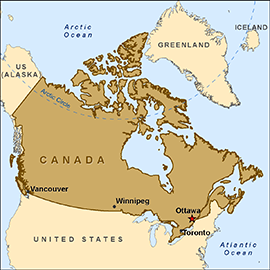 Arctic
Ocean
ICELAND
GREENLAND
US
(ALASKA)
Arctic Circle
CANADA
Vancouver
Winnipeg
Ottawa
Toronto
UNITED STATES
Atlantic
Ocean